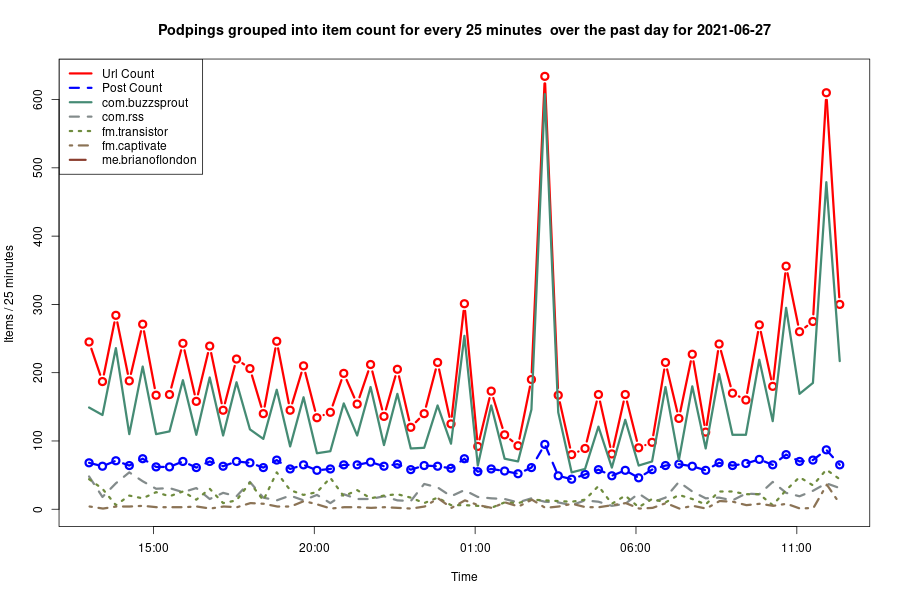 Podpings grouped into item count for every 25 minutes  over the past day for 2021-06-27
Url Count
Post Count
com.buzzsprout
com.rss
fm.transistor
fm.captivate
me.brianoflondon
Items / 25 minutes
600
500
400
300
200
100
0
15:00 20:00 01:00 06:00 11:00
Time